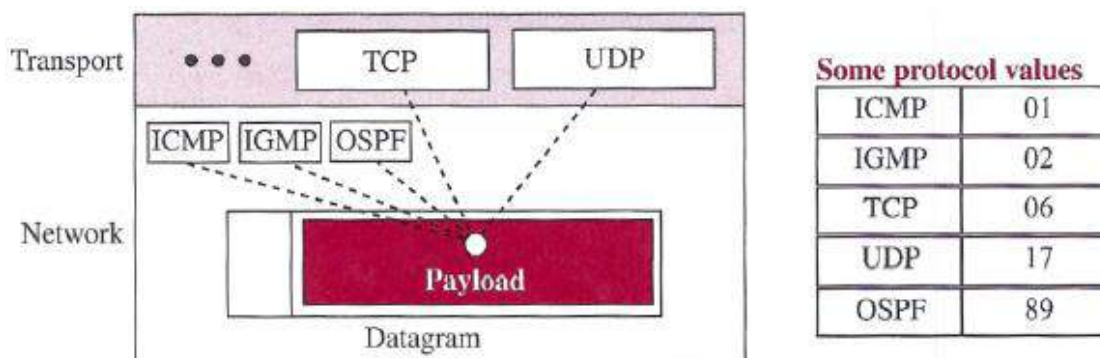 Transport
TCP
UDP
ICMP
IGMP
OSPF
Network
Payload
Datagram
Some protocol values
ICMP 01
IGMP 02
TCP 06
UDP 17
OSPF 89